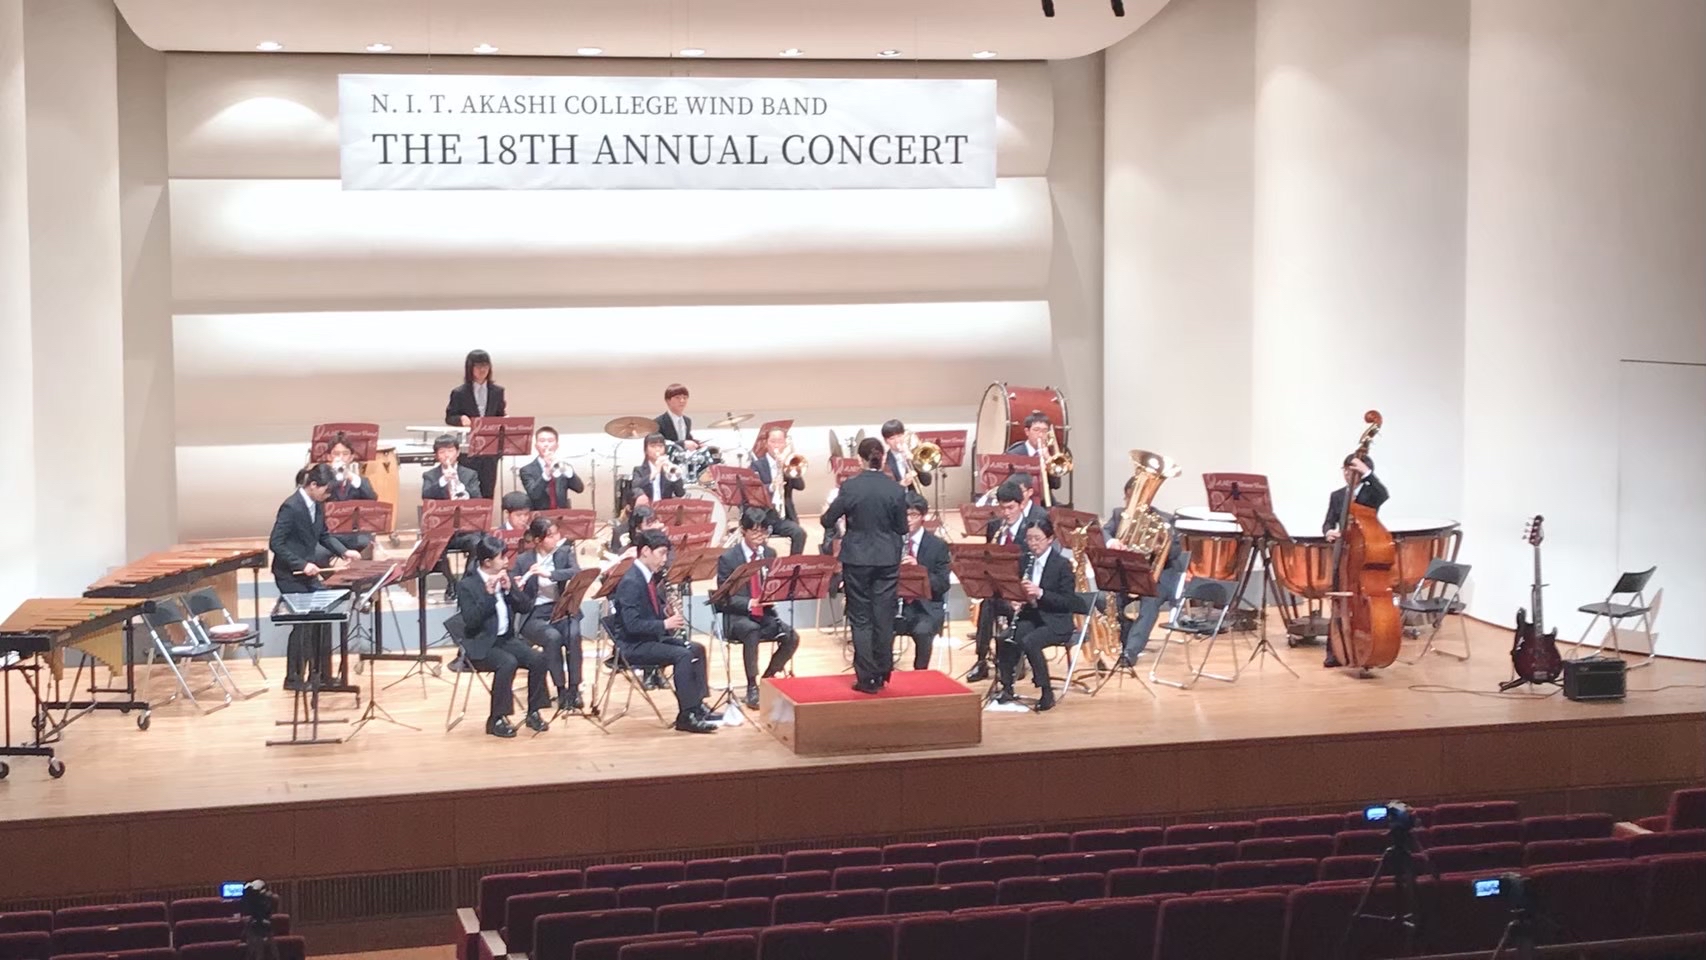 N. I. T. AKASHI COLLEGE WIND BAND
THE 18TH ANNUAL CONCERT